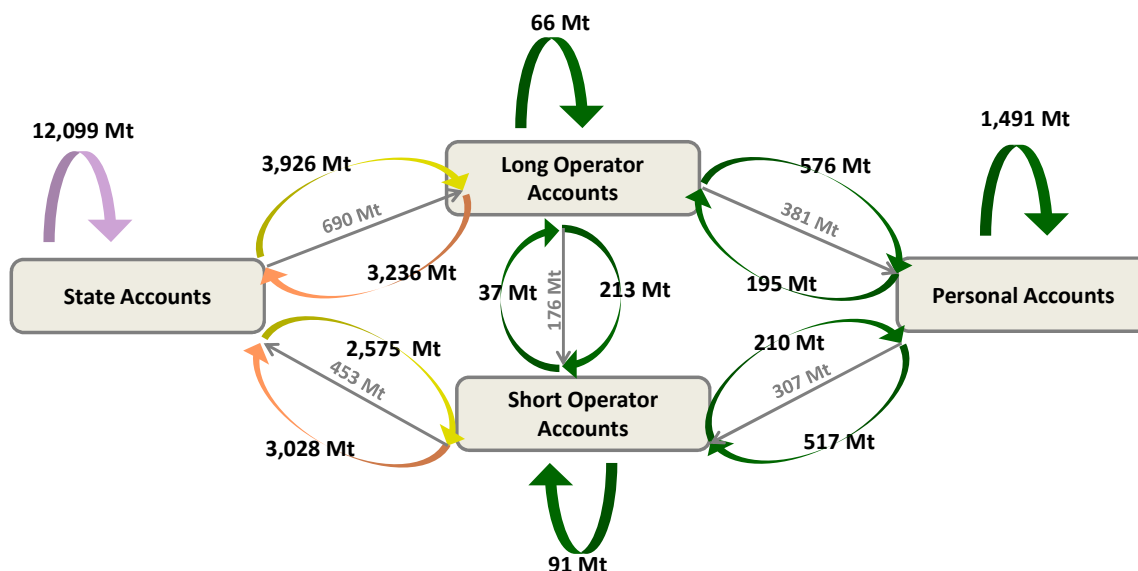 66 Mt
12,099 Mt
1,491 Mt
3,926 Mt
Long Operator
Accounts
576 Mt
690 Mt
381 Mt
3,236 Mt
195 Mt
State Accounts
37 Mt
176 Mt
213 Mt
Personal Accounts
2,575 Mt
210 Mt
453 Mt
307 Mt
Short Operator
Accounts
3,028 Mt
517 Mt
91 Mt